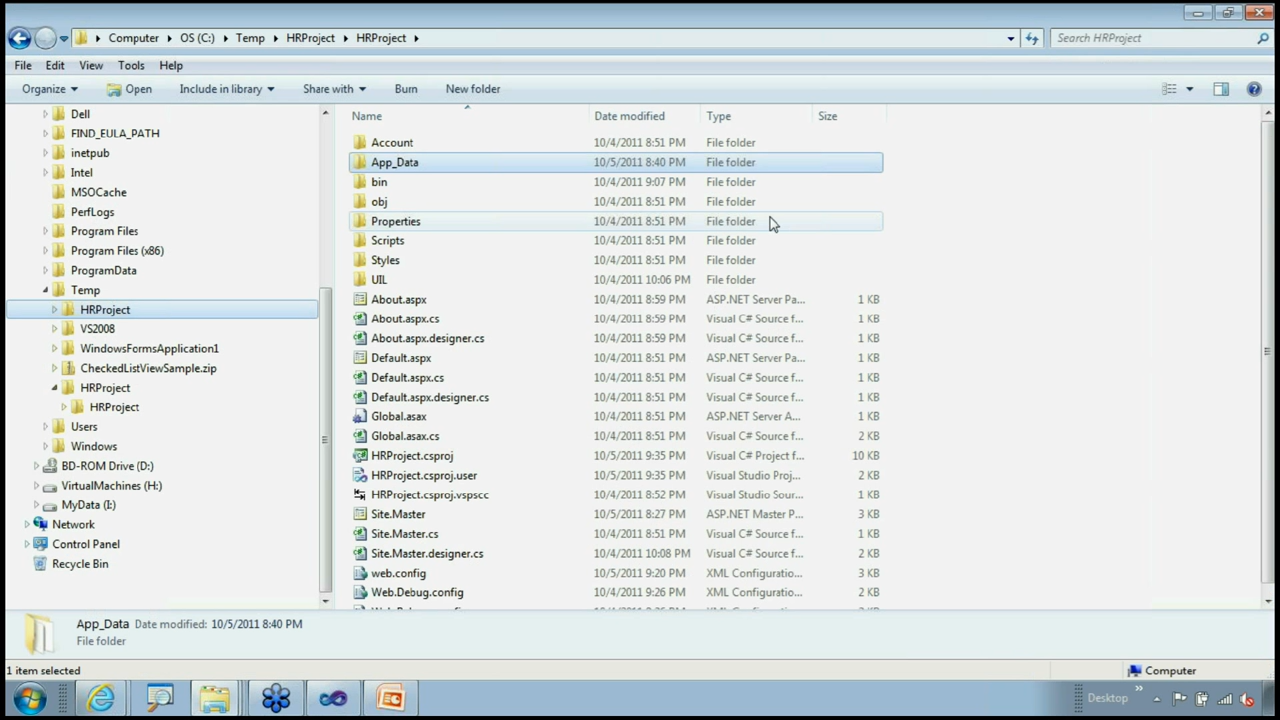 Computer ▸ OS (C:) ▸ Temp ▸ HRProject ▸ HRProject ▸
Search HRProject
File Edit View Tools Help
Organize Open Include in library Share with Burn New folder
Name Date modified Type Size
Dell
FIND_EULA_PATH
inetpub
Intel
MSOCache
PerfLogs
Program Files
Program Files (x86)
ProgramData
Temp
HRProject
VS2008
WindowsFormsApplication1
CheckedListViewSample.zip
HRProject
HRProject
Users
Windows
BD-ROM Drive (D:)
VirtualMachines (H:)
MyData (I:)
Network
Control Panel
Recycle Bin
Account 10/4/2011 8:51 PM File folder
App_Data 10/5/2011 8:40 PM File folder
bin 10/4/2011 9:07 PM File folder
obj 10/4/2011 8:51 PM File folder
Properties 10/4/2011 8:51 PM File folder
Scripts 10/4/2011 8:51 PM File folder
Styles 10/4/2011 8:51 PM File folder
UIL 10/4/2011 10:06 PM File folder
About.aspx 10/4/2011 8:59 PM ASP.NET Server Pa... 1 KB
About.aspx.cs 10/4/2011 8:59 PM Visual C# Source f... 1 KB
About.aspx.designer.cs 10/4/2011 8:59 PM Visual C# Source f... 1 KB
Default.aspx 10/4/2011 8:51 PM ASP.NET Server Pa... 1 KB
Default.aspx.cs 10/4/2011 8:51 PM Visual C# Source f... 1 KB
Default.aspx.designer.cs 10/4/2011 8:51 PM Visual C# Source f... 1 KB
Global.asax 10/4/2011 8:51 PM ASP.NET Server A... 1 KB
Global.asax.cs 10/4/2011 8:51 PM Visual C# Source f... 2 KB
HRProject.csproj 10/5/2011 9:35 PM Visual C# Project f... 10 KB
HRProject.csproj.user 10/5/2011 9:35 PM Visual Studio Proj... 2 KB
HRProject.csproj.vspscc 10/4/2011 8:52 PM Visual Studio Sour... 1 KB
Site.Master 10/5/2011 8:27 PM ASP.NET Master P... 3 KB
Site.Master.cs 10/4/2011 8:51 PM Visual C# Source f... 1 KB
Site.Master.designer.cs 10/4/2011 10:08 PM Visual C# Source f... 2 KB
web.config 10/5/2011 9:20 PM XML Configuratio... 3 KB
Web.Debug.config 10/4/2011 9:26 PM XML Configuratio... 2 KB
App_Data Date modified: 10/5/2011 8:40 PM
File folder
1 item selected
Computer
Desktop